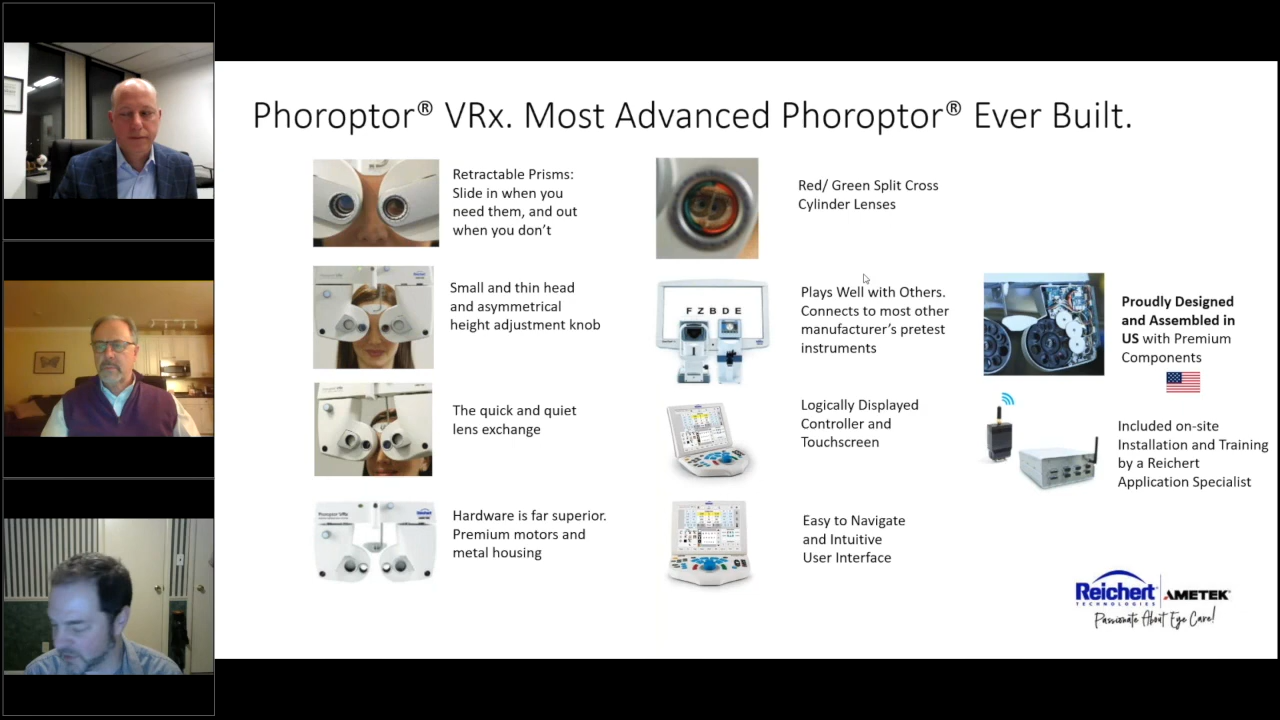 Phoroptor® VRx. Most Advanced Phoroptor® Ever Built.
Retractable Prisms:
Slide in when you
need them, and out
when you don't
Small and thin head
and asymmetrical
height adjustment knob
The quick and quiet
lens exchange
Phoroptor VRx
Hardware is far superior.
Premium motors and
metal housing
Red/ Green Split Cross
Cylinder Lenses
F Z B D E
Plays Well with Others.
Connects to most other
manufacturer's pretest
instruments
Logically Displayed
Controller and
Touchscreen
Easy to Navigate
and Intuitive
User Interface
Proudly Designed
and Assembled in
US with Premium
Components
Included on-site
Installation and Training
by a Reichert
Application Specialist
Reichert
TECHNOLOGIES
AMETEK®
Passionate About Eye Care!